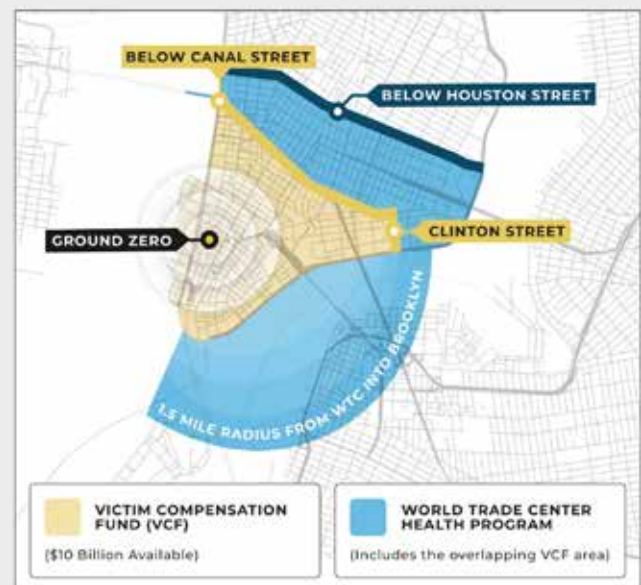 BELOW CANAL STREET
BELOW HOUSTON STREET
GROUND ZERO
CLINTON STREET
1.5 MILE RADIUS FROM WTC INTO BROOKLYN
VICTIM COMPENSATION
FUND (VCF)
($10 Billion Available)
WORLD TRADE CENTER
HEALTH PROGRAM
(Includes the overlapping VCF area)